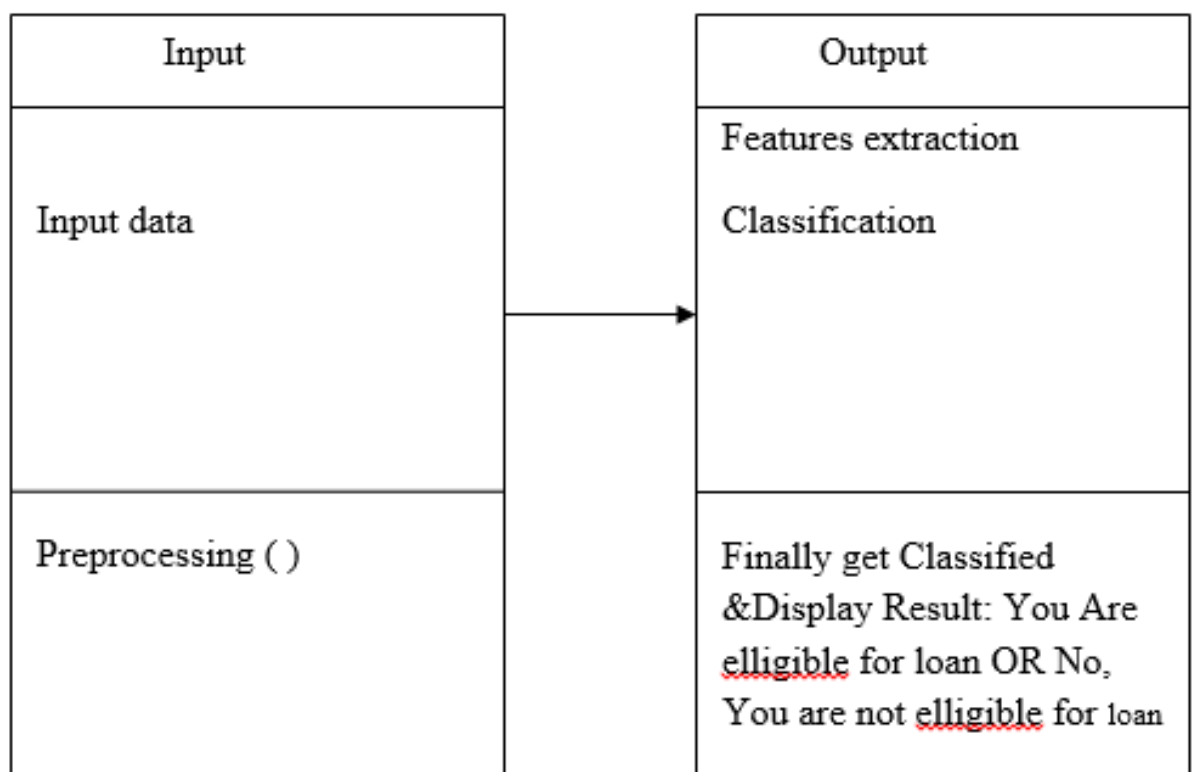 Input
Input data
Preprocessing ( )
Output
Features extraction
Classification
Finally get Classified
&Display Result: You Are
elligible for loan OR No,
You are not elligible for loan